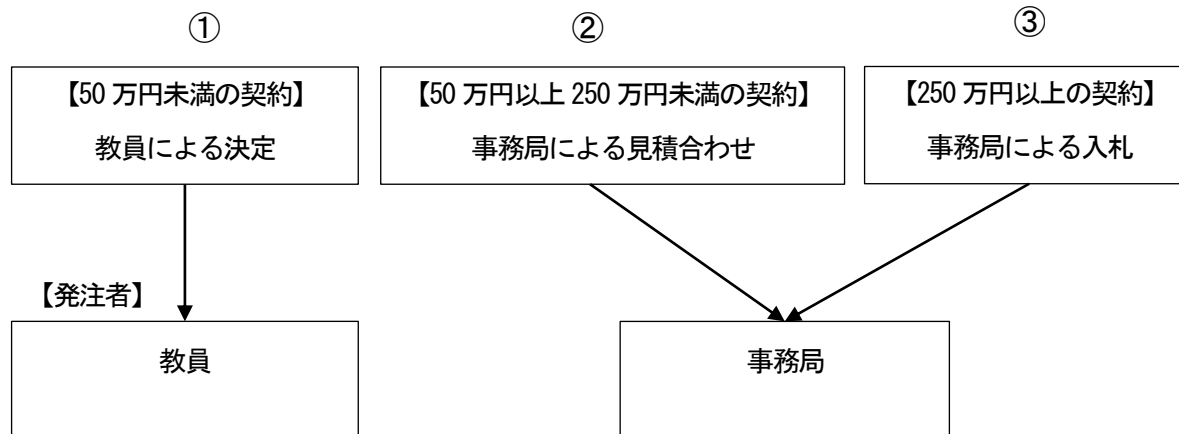 ① ② ③
【50 万円未満の契約】
教員による決定
【50 万円以上 250 万円未満の契約】
事務局による見積合わせ
【250 万円以上の契約】
事務局による入札
【発注者】
教員
事務局